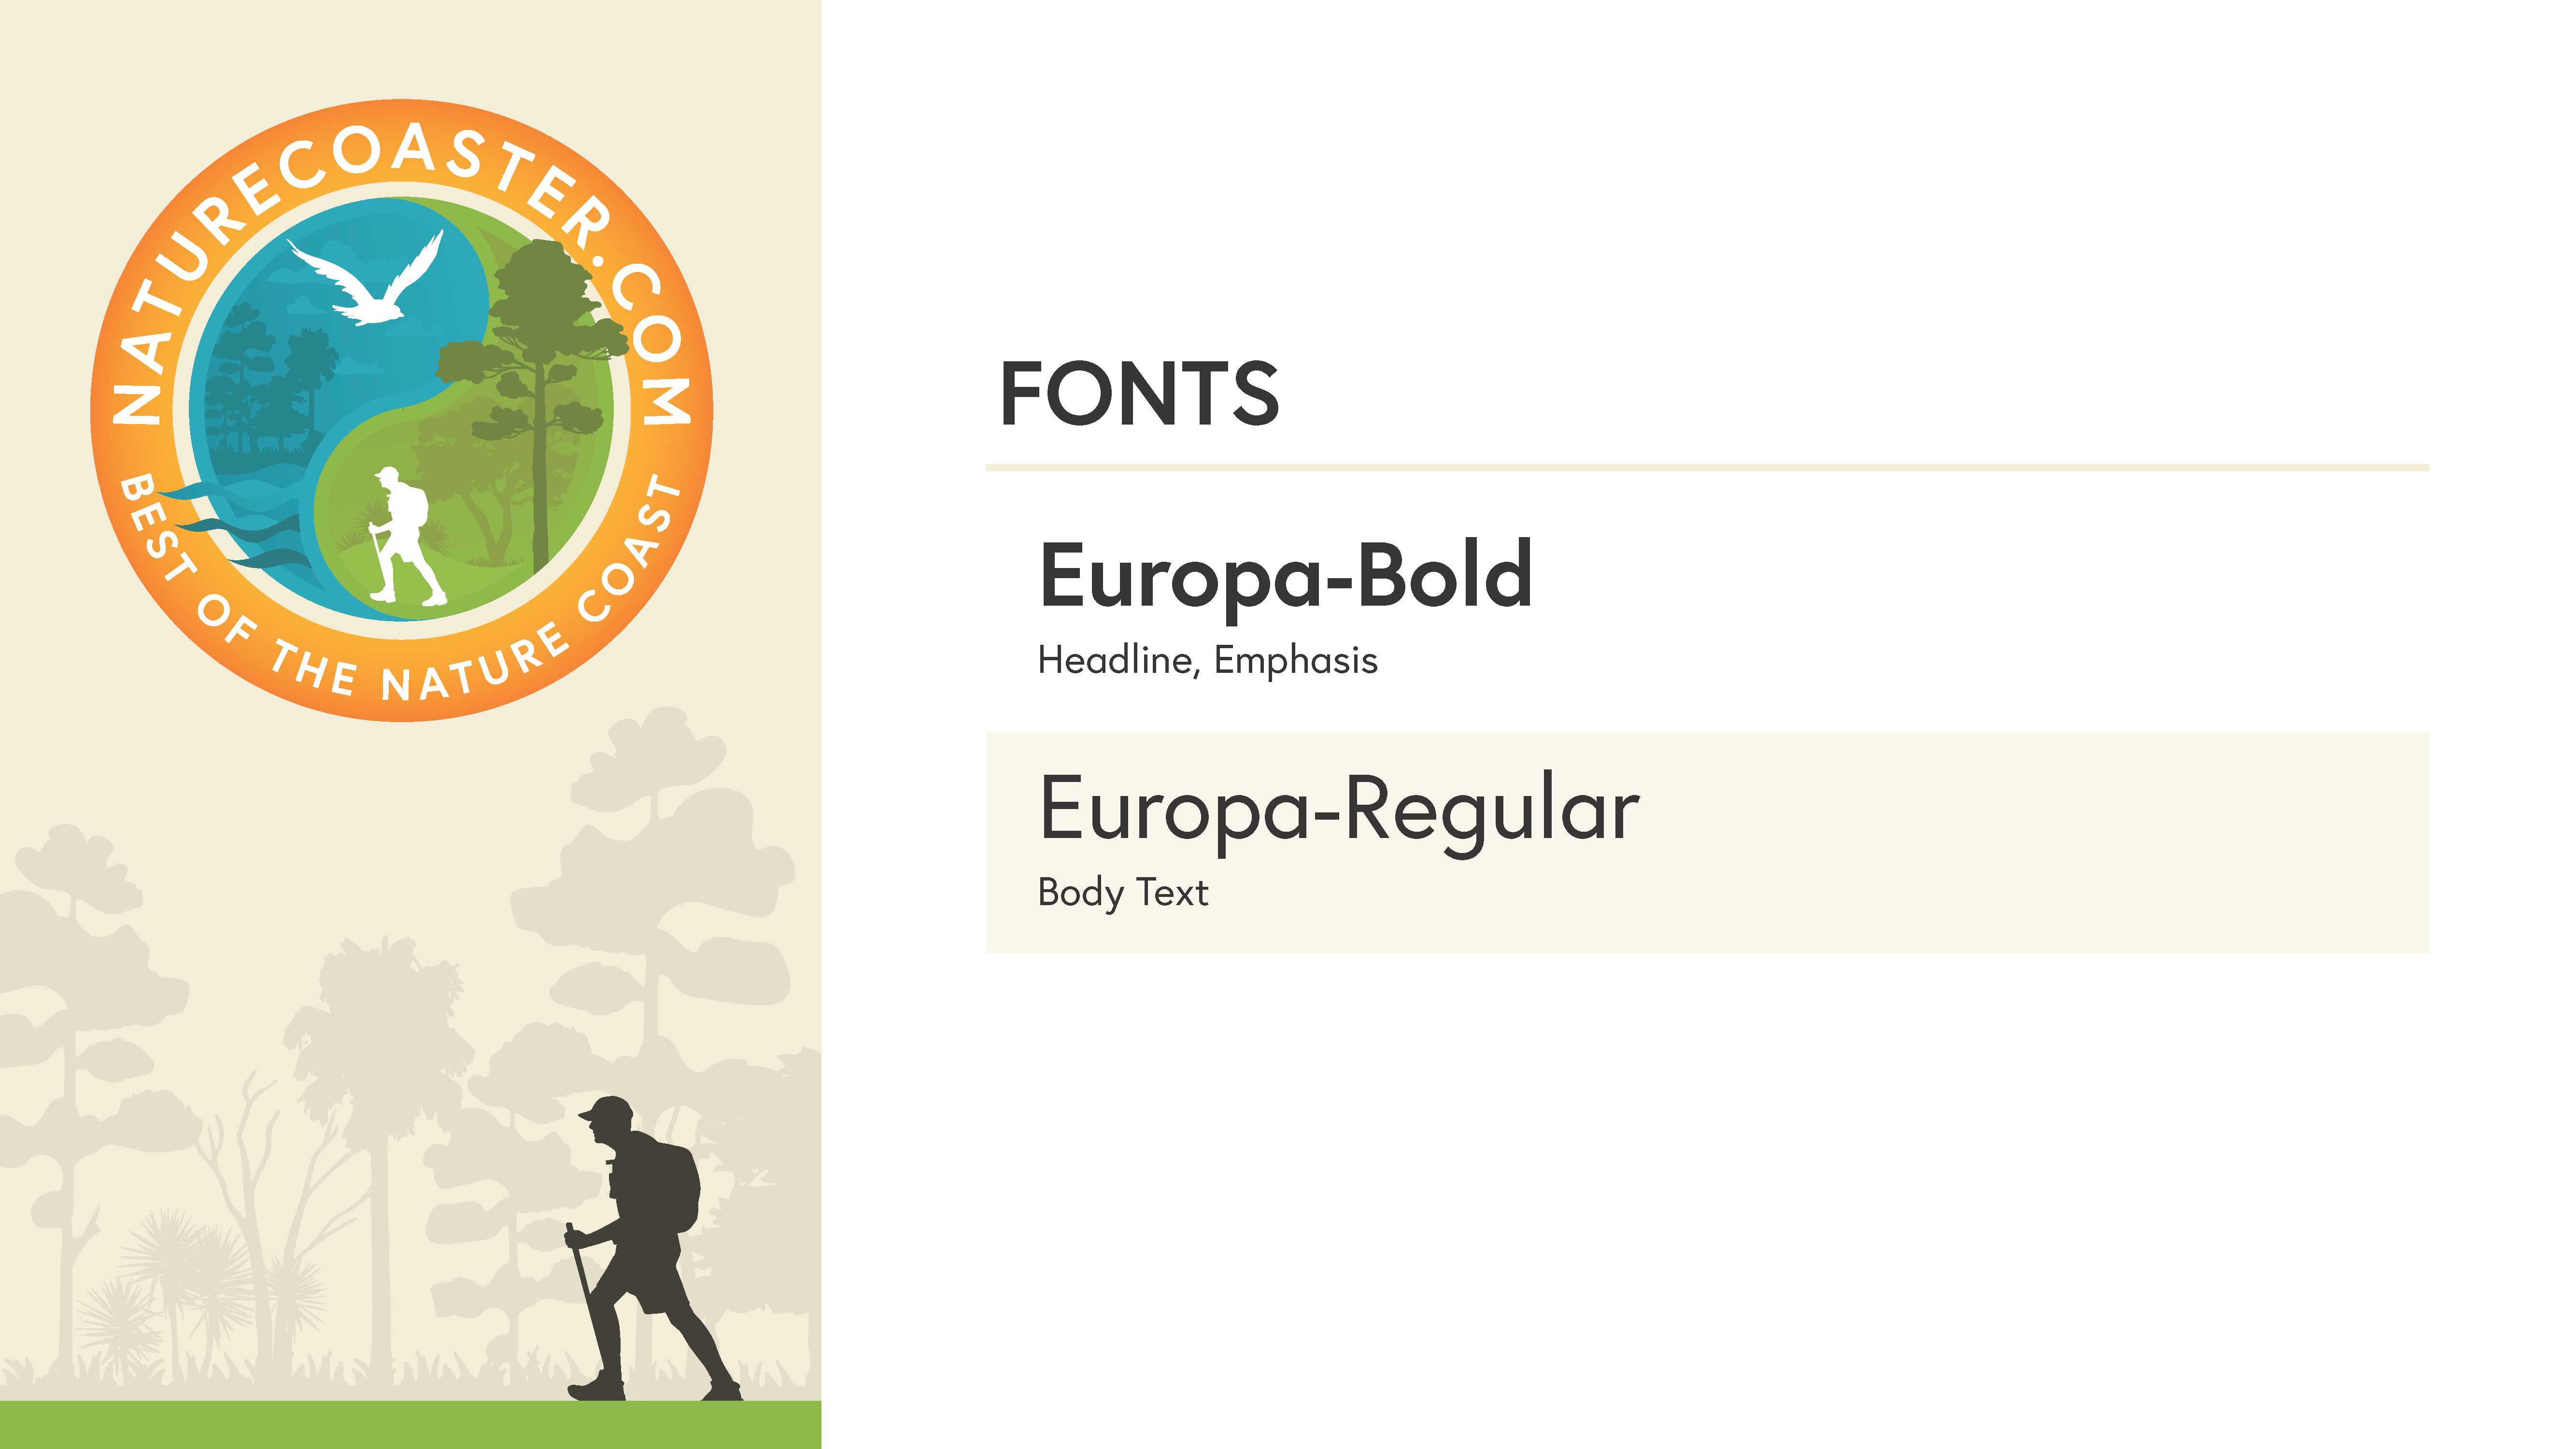 NATURECOASTER.COM
BEST OF THE NATURE COAST
FONTS
Europa-Bold
Headline, Emphasis
Europa-Regular
Body Text